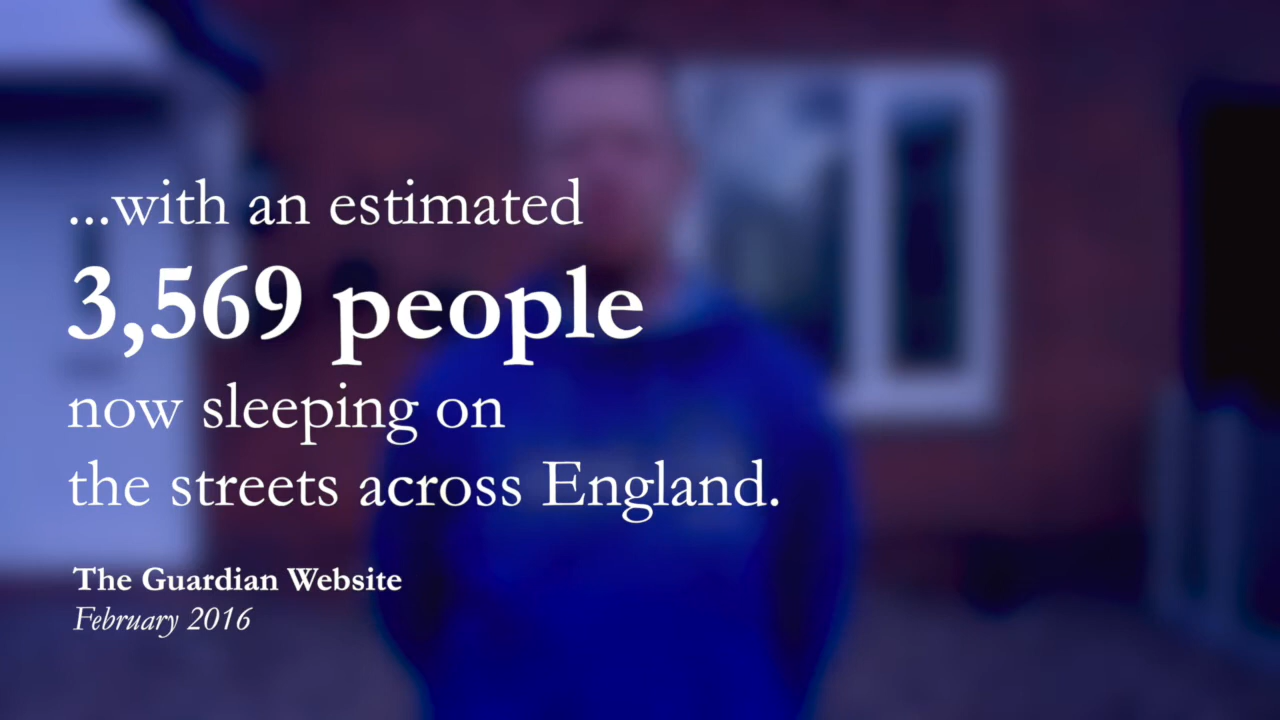 ...with an estimated
3,569 people
now sleeping on
the streets across England.
The Guardian Website
February 2016